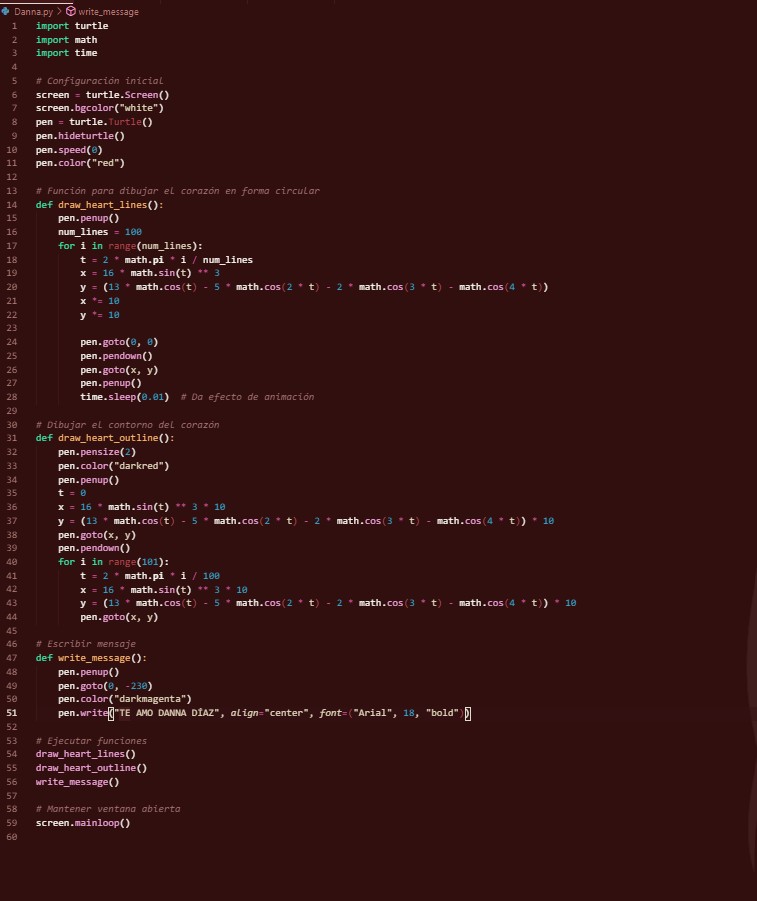 Danna.py > write_message
1 import turtle
2 import math
3 import time
4
5 # Configuración inicial
6 screen = turtle.Screen()
7 screen.bgcolor("white")
8 pen = turtle.Turtle()
9 pen.hideturtle()
10 pen.speed(0)
11 pen.color("red")
12
13 # Función para dibujar el corazón en forma circular
14 def draw_heart_lines():
15     pen.penup()
16     num_lines = 100
17     for i in range(num_lines):
18         t = 2 * math.pi * i / num_lines
19         x = 16 * math.sin(t) ** 3
20         y = (13 * math.cos(t) - 5 * math.cos(2 * t) - 2 * math.cos(3 * t) - math.cos(4 * t))
21         x *= 10
22         y *= 10
23
24         pen.goto(0, 0)
25         pen.pendown()
26         pen.goto(x, y)
27         pen.penup()
28         time.sleep(0.01)  # Da efecto de animación
29
30 # Dibujar el contorno del corazón
31 def draw_heart_outline():
32     pen.pensize(2)
33     pen.color("darkred")
34     pen.penup()
35     t = 0
36     x = 16 * math.sin(t) ** 3 * 10
37     y = (13 * math.cos(t) - 5 * math.cos(2 * t) - 2 * math.cos(3 * t) - math.cos(4 * t)) * 10
38     pen.goto(x, y)
39     pen.pendown()
40     for i in range(101):
41         t = 2 * math.pi * i / 100
42         x = 16 * math.sin(t) ** 3 * 10
43         y = (13 * math.cos(t) - 5 * math.cos(2 * t) - 2 * math.cos(3 * t) - math.cos(4 * t)) * 10
44         pen.goto(x, y)
45
46 # Escribir mensaje
47 def write_message():
48     pen.penup()
49     pen.goto(0, -230)
50     pen.color("darkmagenta")
51     pen.write("TE AMO DANNA DÍAZ", align="center", font=("Arial", 18, "bold"))
52
53 # Ejecutar funciones
54 draw_heart_lines()
55 draw_heart_outline()
56 write_message()
57
58 # Mantener ventana abierta
59 screen.mainloop()
60